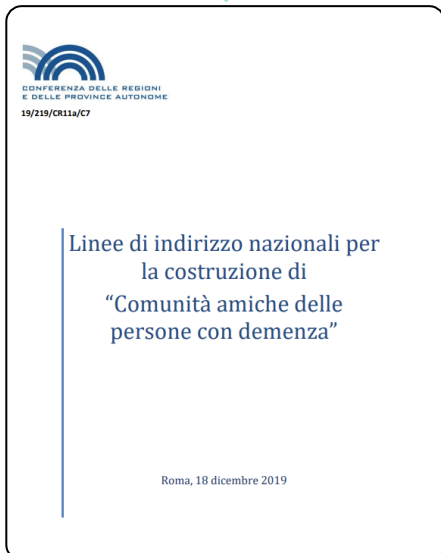 CONFERENZA DELLE REGIONI
E DELLE PROVINCE AUTONOME
19/219/CR11a/C7
Linee di indirizzo nazionali per
la costruzione di
“Comunità amiche delle
persone con demenza”
Roma, 18 dicembre 2019